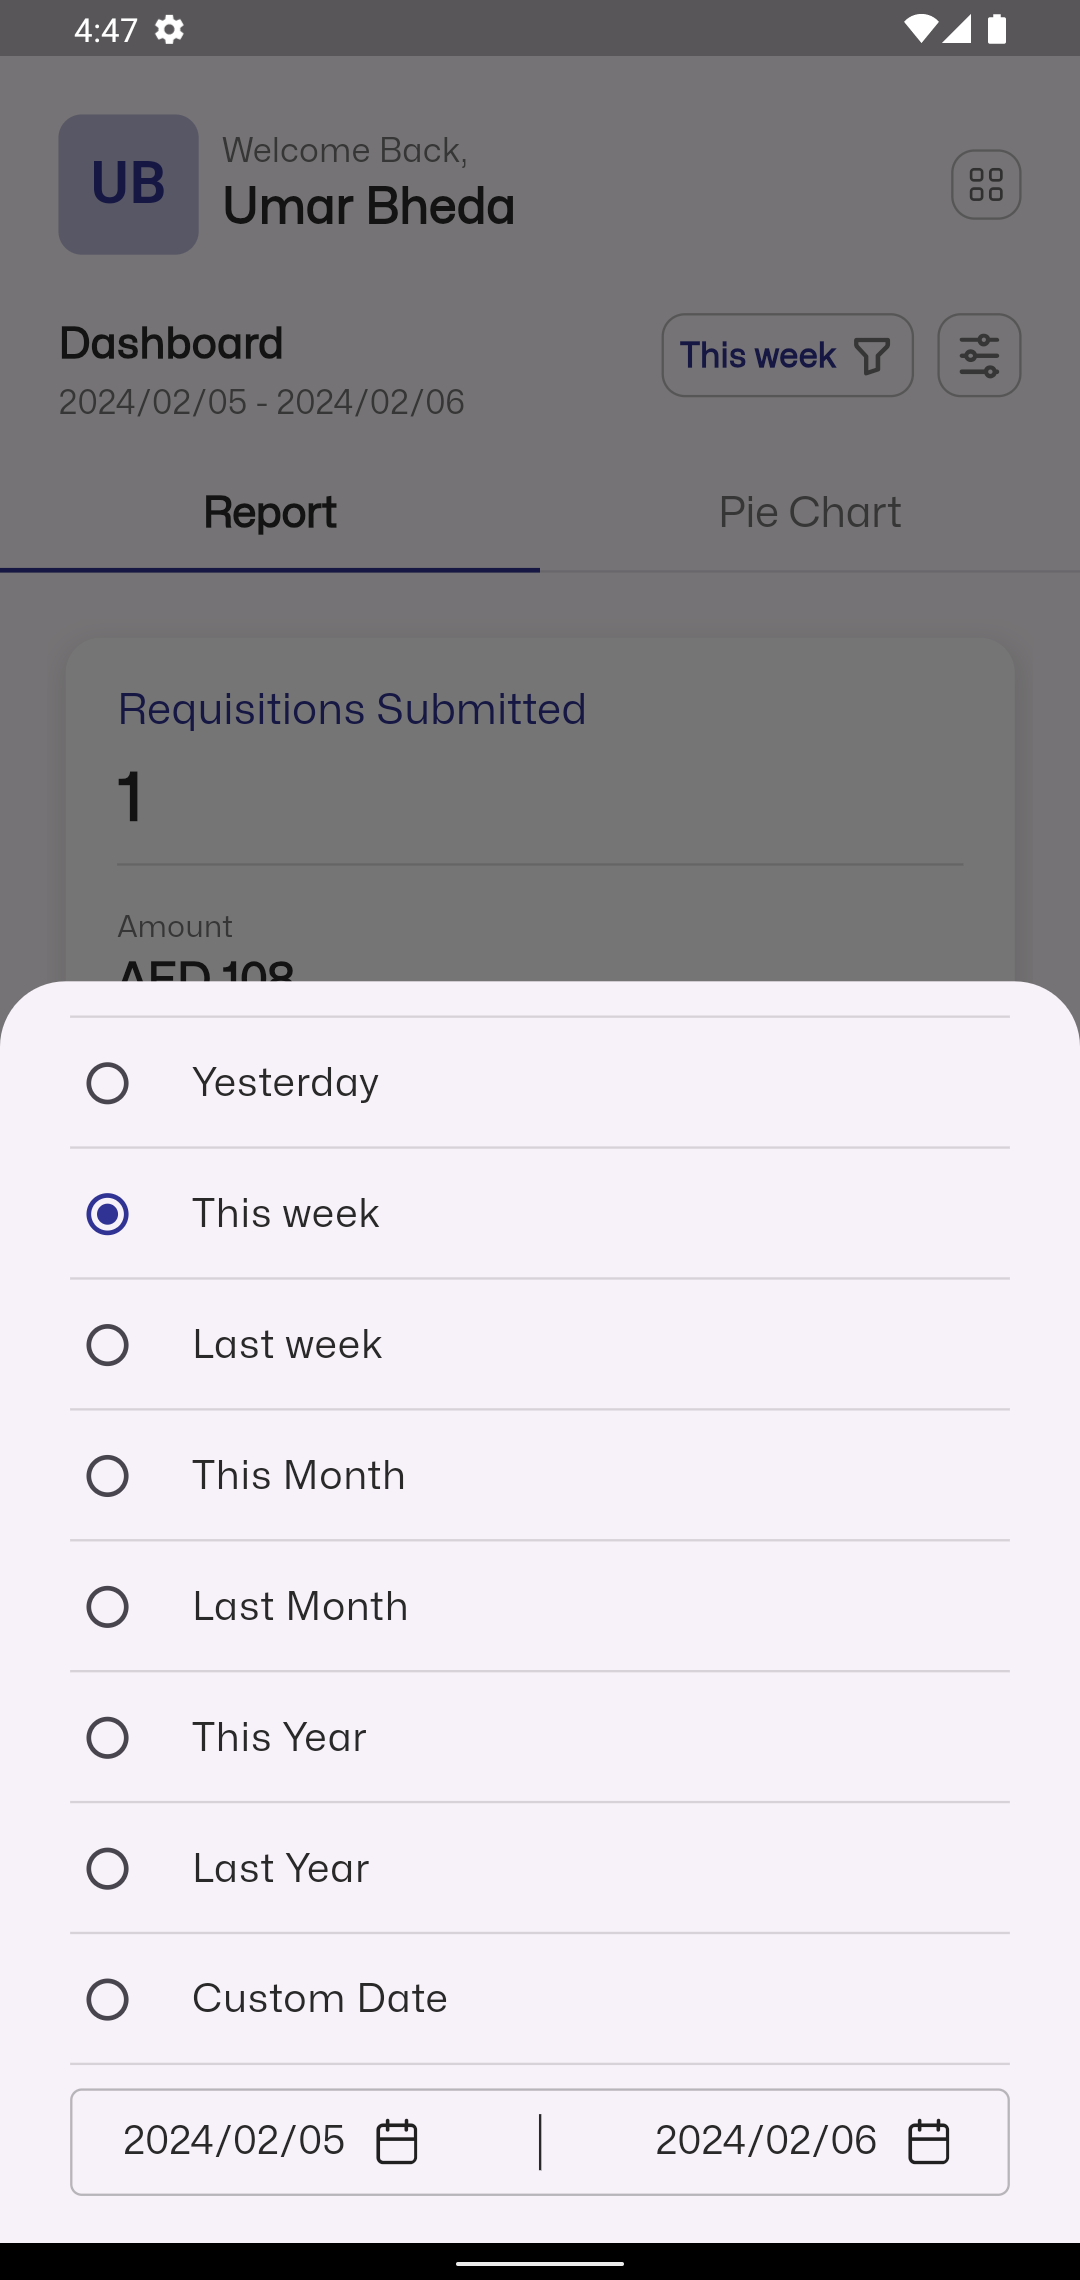 4:47
UB
Welcome Back,
Umar Bheda
Dashboard
This week
2024/02/05 - 2024/02/06
Report
Pie Chart
Requisitions Submitted
1
Amount
AED 108
Yesterday
This week
Last week
This Month
Last Month
This Year
Last Year
Custom Date
2024/02/05
2024/02/06